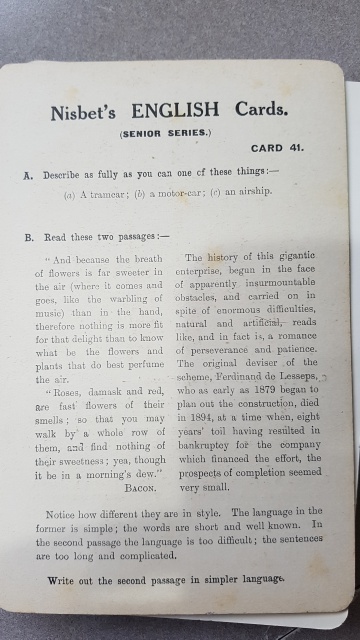 Nisbet's ENGLISH Cards.
(SENIOR SERIES.)
CARD 41.
A. Describe as fully as you can one of these things:—
(a) A tramcar; (b) a motor-car; (c) an airship.
B. Read these two passages:—
"And because the breath
of flowers is far sweeter in
the air (where it comes and
goes, like the warbling of
music) than in the hand,
therefore nothing is more fit
for that delight than to know
what be the flowers and
plants that do best perfume
the air.
"Roses, damask and red,
are fast flowers of their
smells; so that you may
walk by a whole row of
them, and find nothing of
their sweetness; yea, though
it be in a morning's dew."
BACON.
The history of this gigantic
enterprise, begun in the face
of apparently insurmountable
obstacles, and carried on in
spite of enormous difficulties,
natural and artificial, reads
like, and in fact is, a romance
of perseverance and patience.
The original deviser of the
scheme, Ferdinand de Lesseps,
who as early as 1879 began to
plan out the construction, died
in 1894, at a time when, eight
years' toil having resulted in
bankruptcy for the company
which financed the effort, the
prospects of completion seemed
very small.
Notice how different they are in style. The language in the
former is simple; the words are short and well known. In
the second passage the language is too difficult; the sentences
are too long and complicated.
Write out the second passage in simpler language.